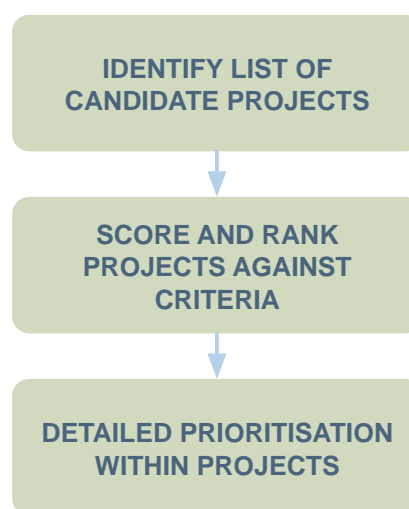 IDENTIFY LIST OF
CANDIDATE PROJECTS
SCORE AND RANK
PROJECTS AGAINST
CRITERIA
DETAILED PRIORITISATION
WITHIN PROJECTS